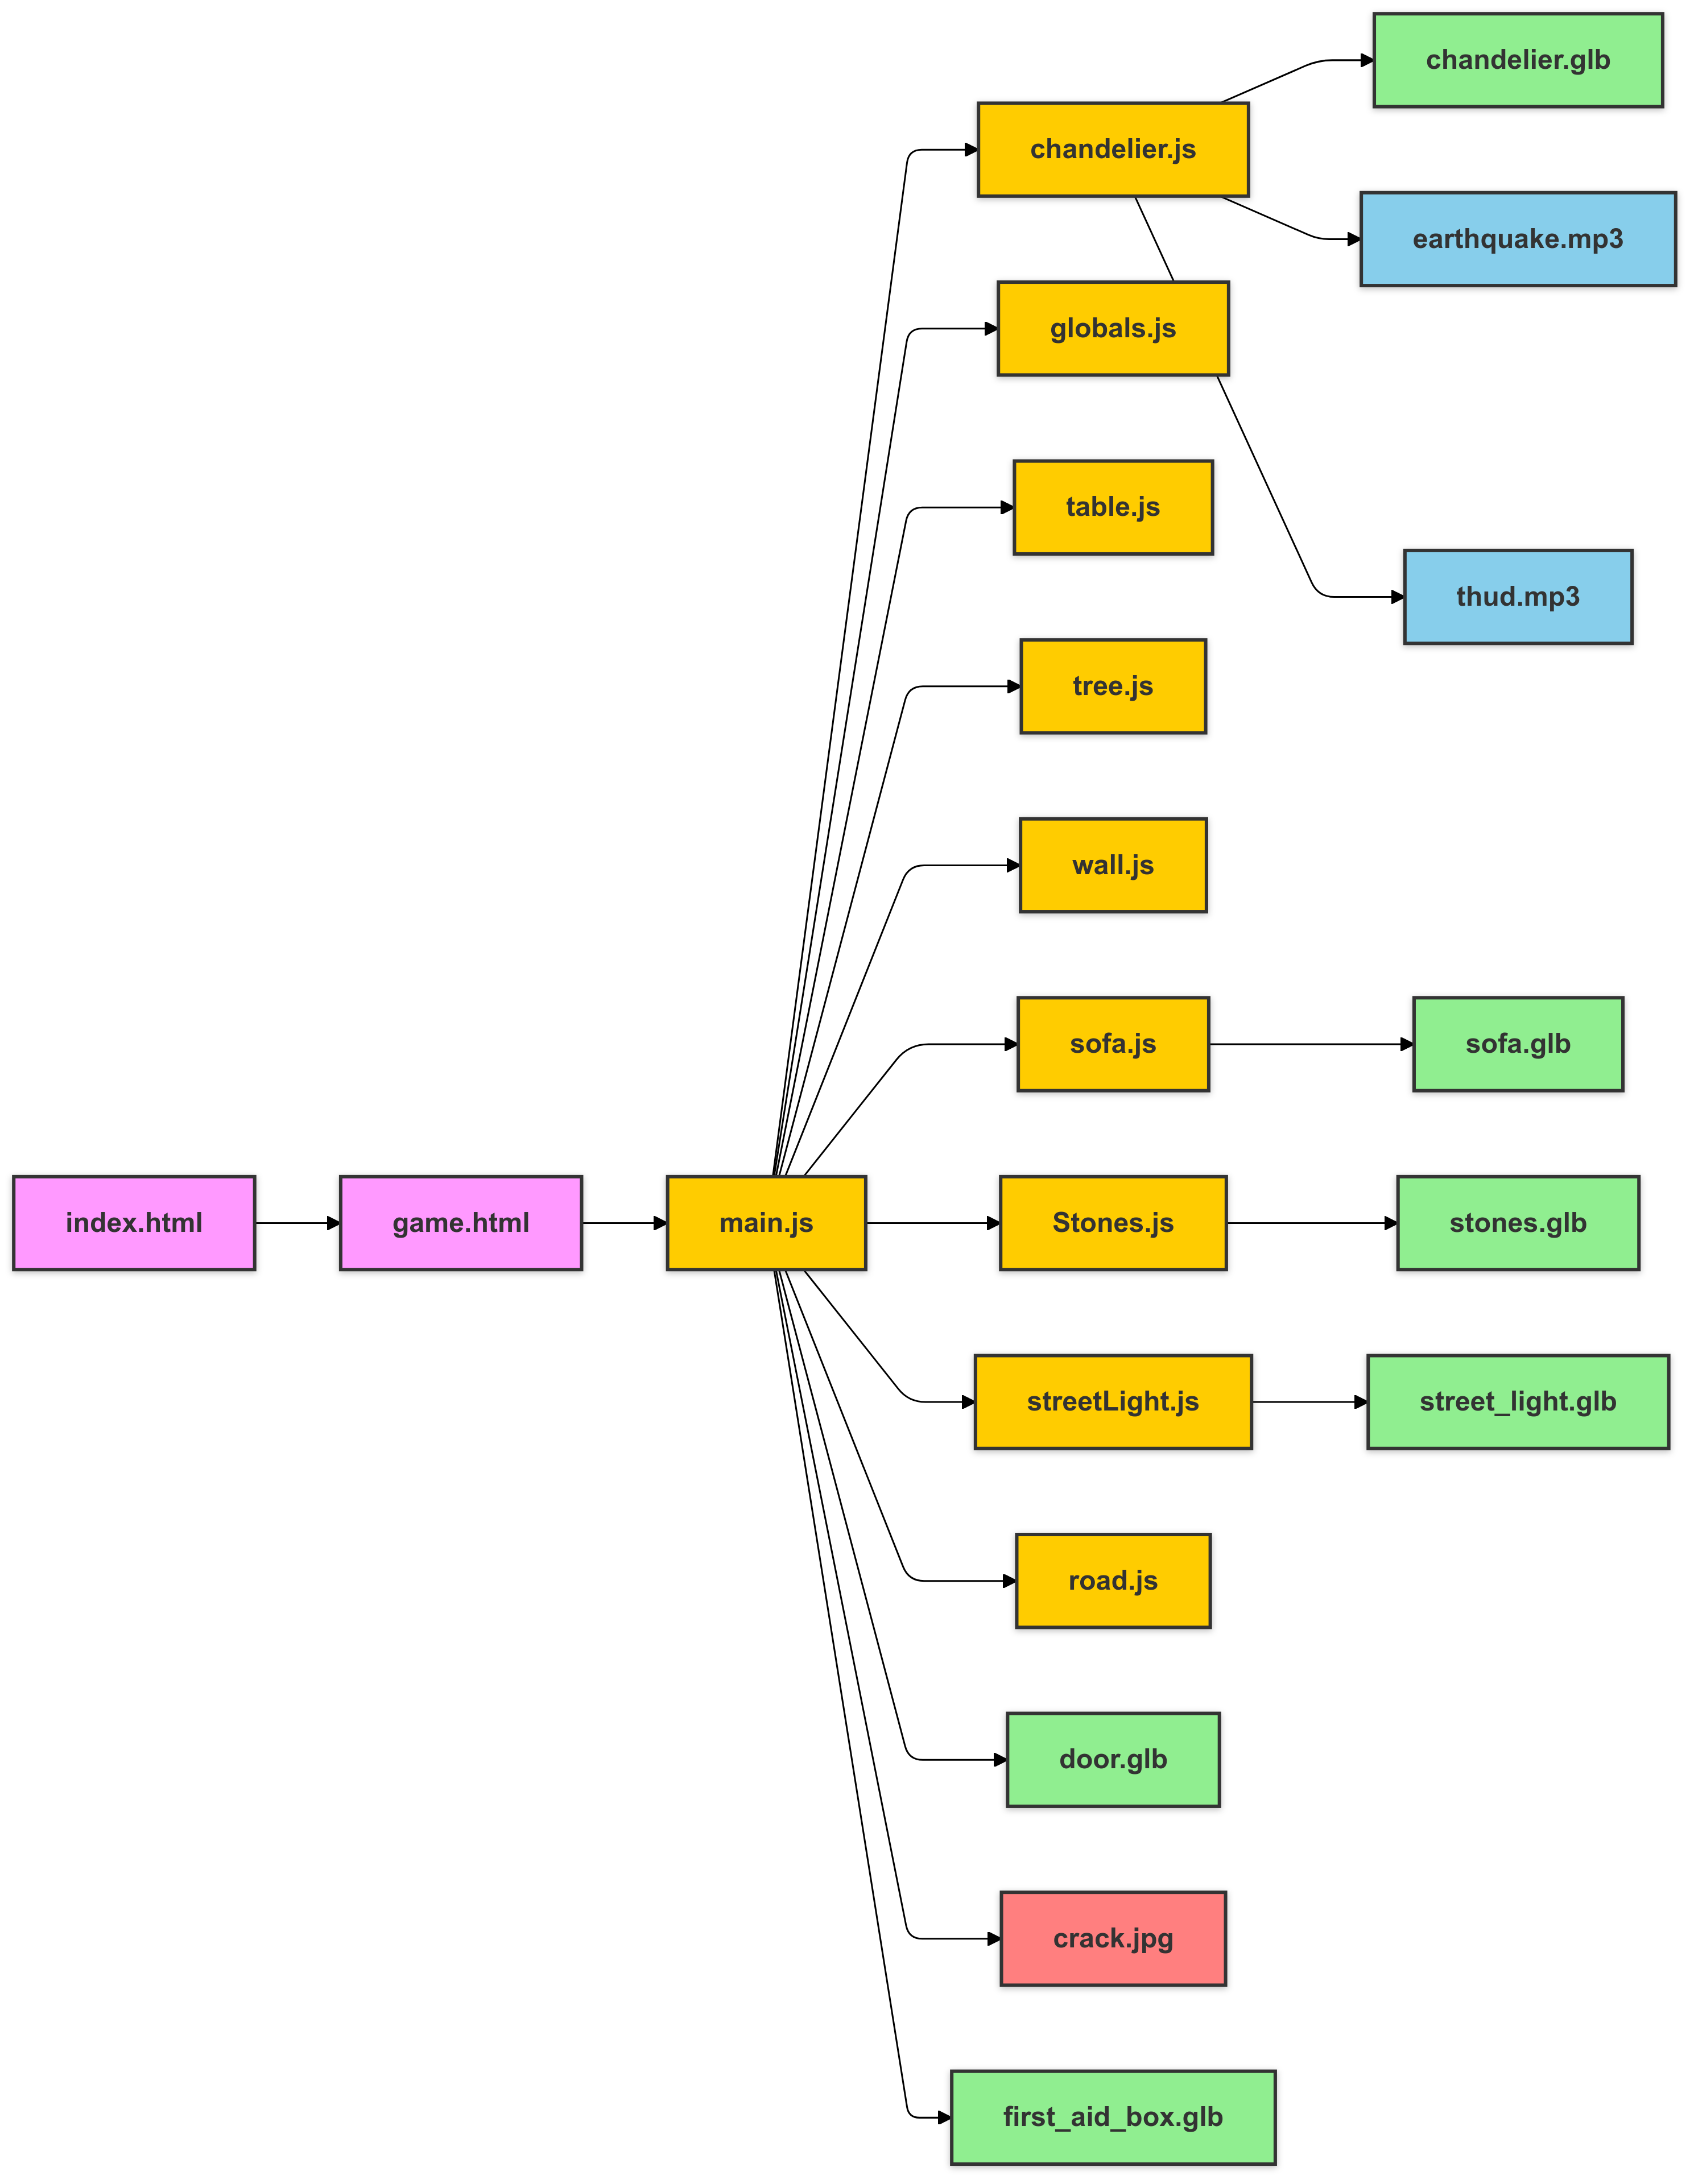 chandelier.glb
chandelier.js
earthquake.mp3
globals.js
table.js
thud.mp3
tree.js
wall.js
sofa.js
sofa.glb
index.html
game.html
main.js
Stones.js
stones.glb
streetLight.js
street_light.glb
road.js
door.glb
crack.jpg
first_aid_box.glb